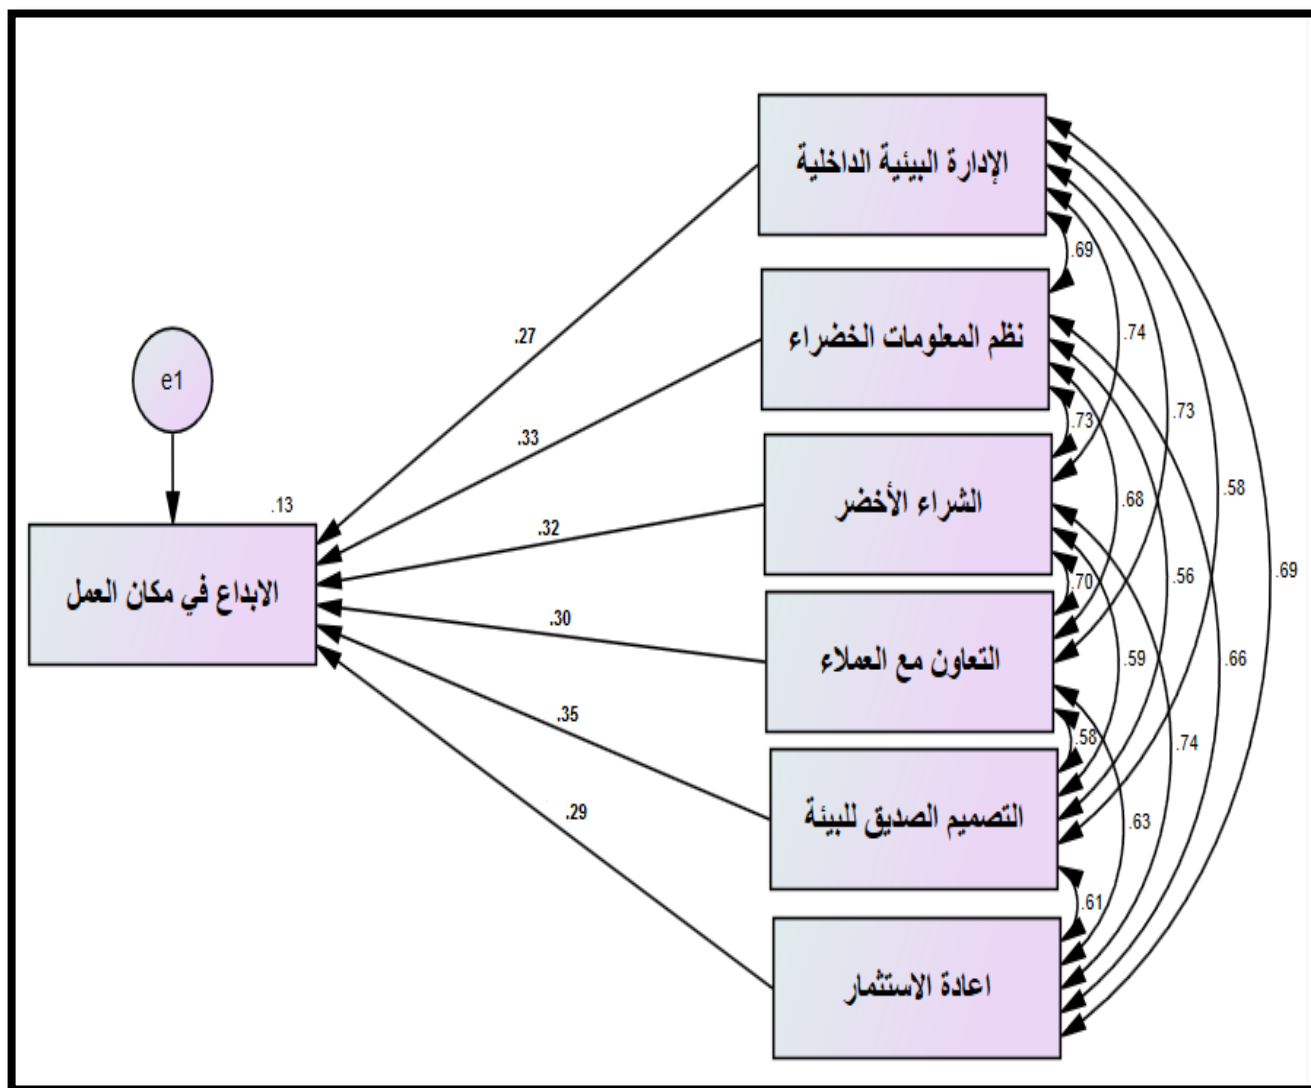 الإدارة البيئية الداخلية
.69
نظم المعلومات الخضراء
.27
.74
e1
.33
.73
.73
.13
الشراء الأخضر
.58
.68
.32
الابداع في مكان العمل
.70
.56
.69
.30
التعاون مع العملاء
.59
.66
.35
.58
.74
.29
التصميم الصديق للبيئة
.63
.61
اعادة الاستثمار